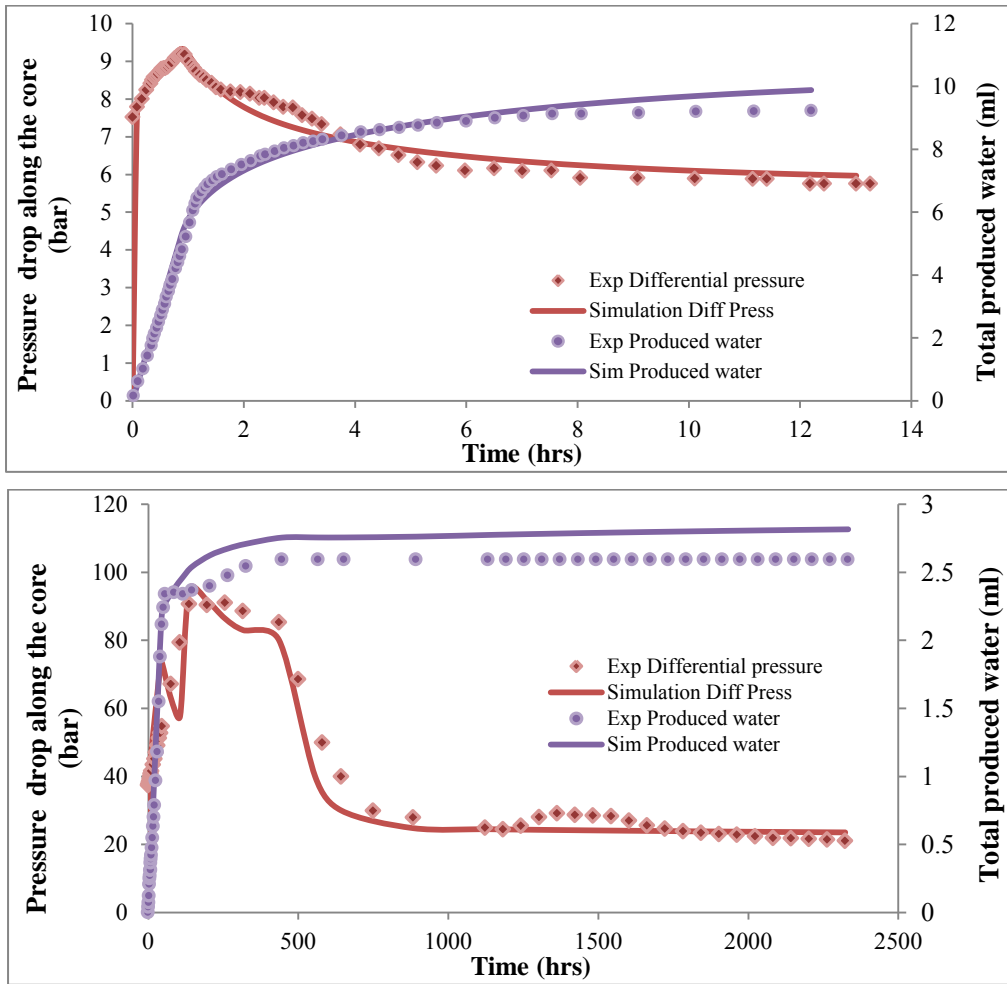 10
9
8
7
6
5
4
3
2
1
0
Pressure drop along the core
(bar)
12
10
8
6
4
2
0
Total produced water (ml)
Exp Differential pressure
Simulation Diff Press
Exp Produced water
Sim Produced water
0 2 4 6 8 10 12 14
Time (hrs)
120
100
80
60
40
20
0
Pressure drop along the core
(bar)
3
2.5
2
1.5
1
0.5
0
Total produced water (ml)
Exp Differential pressure
Simulation Diff Press
Exp Produced water
Sim Produced water
0 500 1000 1500 2000 2500
Time (hrs)